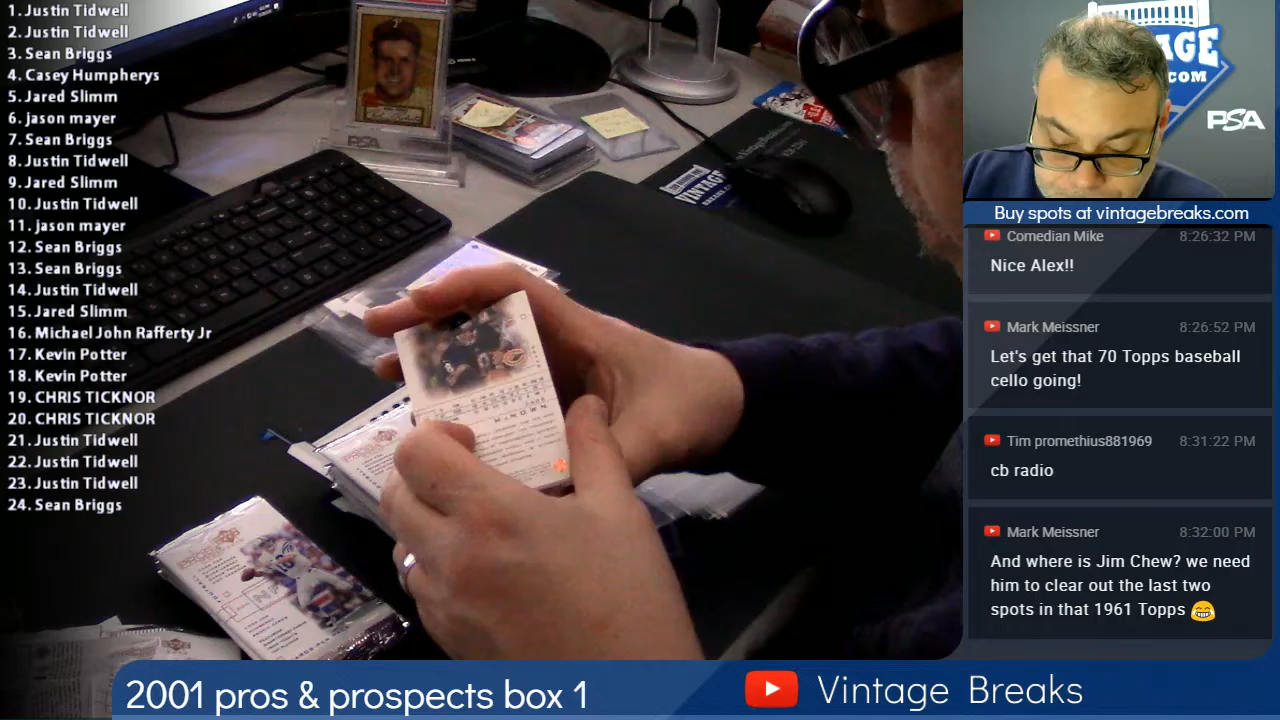 1. Justin Tidwell
2. Justin Tidwell
3. Sean Briggs
4. Casey Humpherys
5. Jared Slimm
6. jason mayer
7. Sean Briggs
8. Justin Tidwell
9. Jared Slimm
10. Justin Tidwell
11. jason mayer
12. Sean Briggs
13. Sean Briggs
14. Justin Tidwell
15. Jared Slimm
16. Michael John Rafferty Jr
17. Kevin Potter
18. Kevin Potter
19. CHRIS TICKNOR
20. CHRIS TICKNOR
21. Justin Tidwell
22. Justin Tidwell
23. Justin Tidwell
24. Sean Briggs
PSA
VINTAGE
PSA
Buy spots at vintagebreaks.com
Comedian Mike 8:26:32 PM
Nice Alex!!
Mark Meissner 8:26:52 PM
Let's get that 70 Topps baseball
cello going!
Tim promethius881969 8:31:22 PM
cb radio
Mark Meissner 8:32:00 PM
And where is Jim Chew? we need
him to clear out the last two
spots in that 1961 Topps 😂
2001 pros & prospects box 1
Vintage Breaks